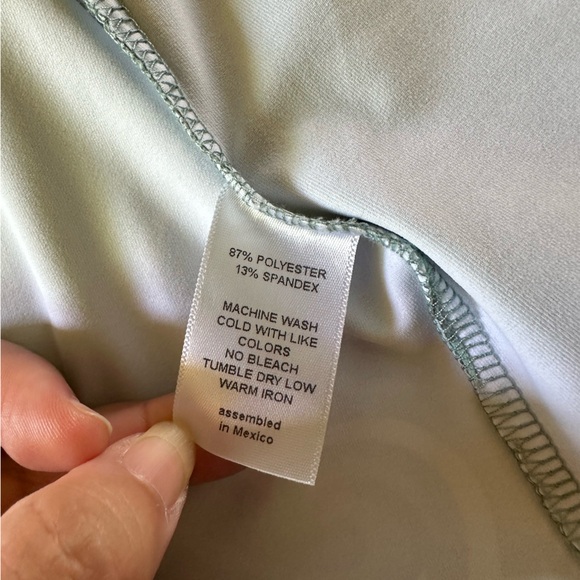 87% POLYESTER
13% SPANDEX
MACHINE WASH
COLD WITH LIKE
COLORS
NO BLEACH
TUMBLE DRY LOW
WARM IRON
assembled
in Mexico